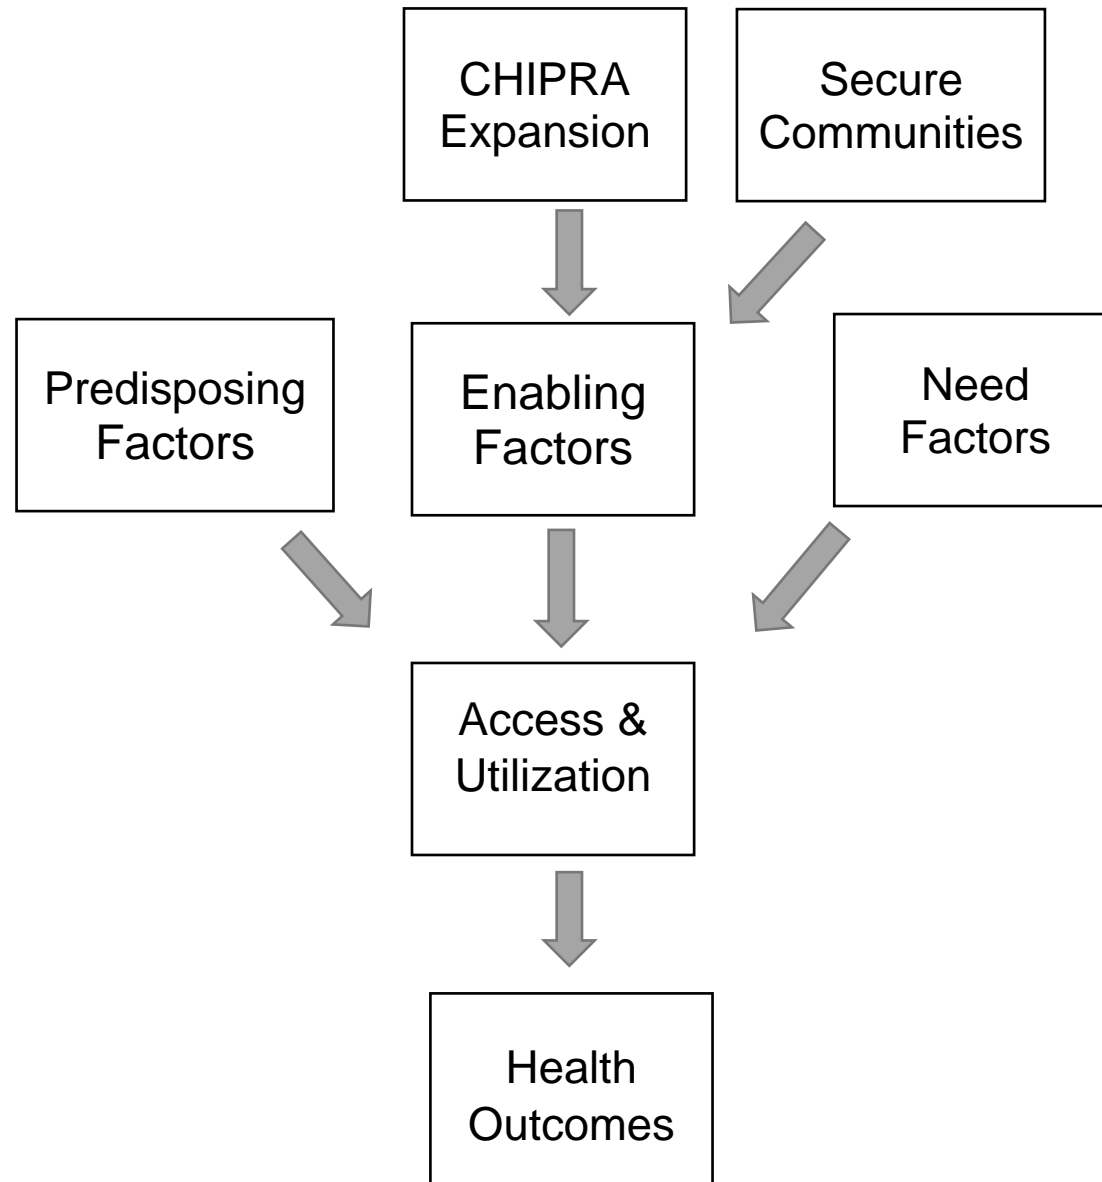 CHIPRA
Expansion
Secure
Communities
Predisposing
Factors
Enabling
Factors
Need
Factors
Access &
Utilization
Health
Outcomes